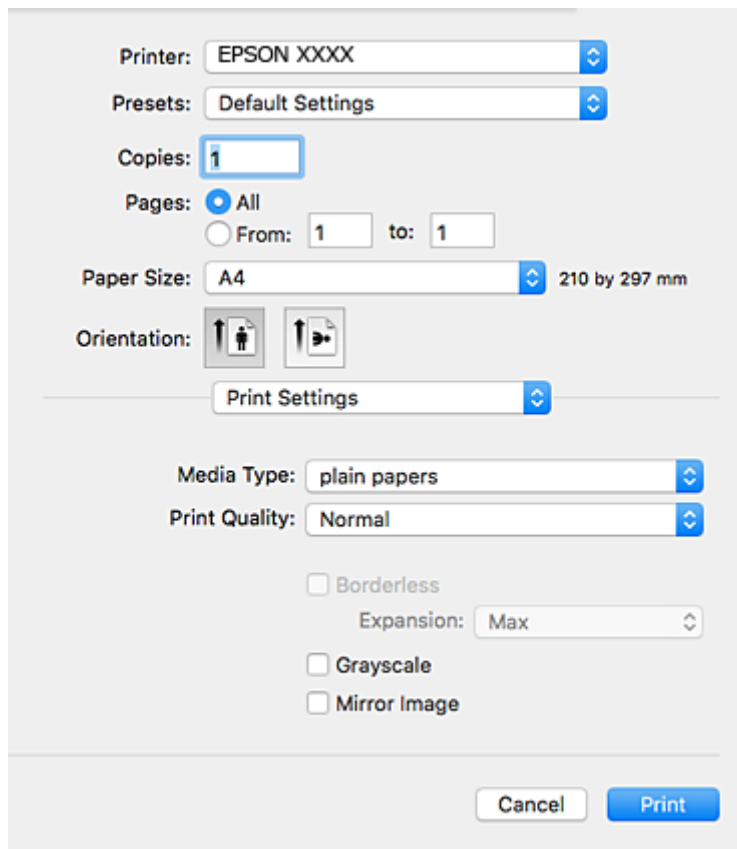 Printer: EPSON XXXX
Presets: Default Settings
Copies: 1
Pages: All
From: 1 to: 1
Paper Size: A4 210 by 297 mm
Orientation:
Print Settings
Media Type: plain papers
Print Quality: Normal
Borderless
Expansion: Max
Grayscale
Mirror Image
Cancel Print